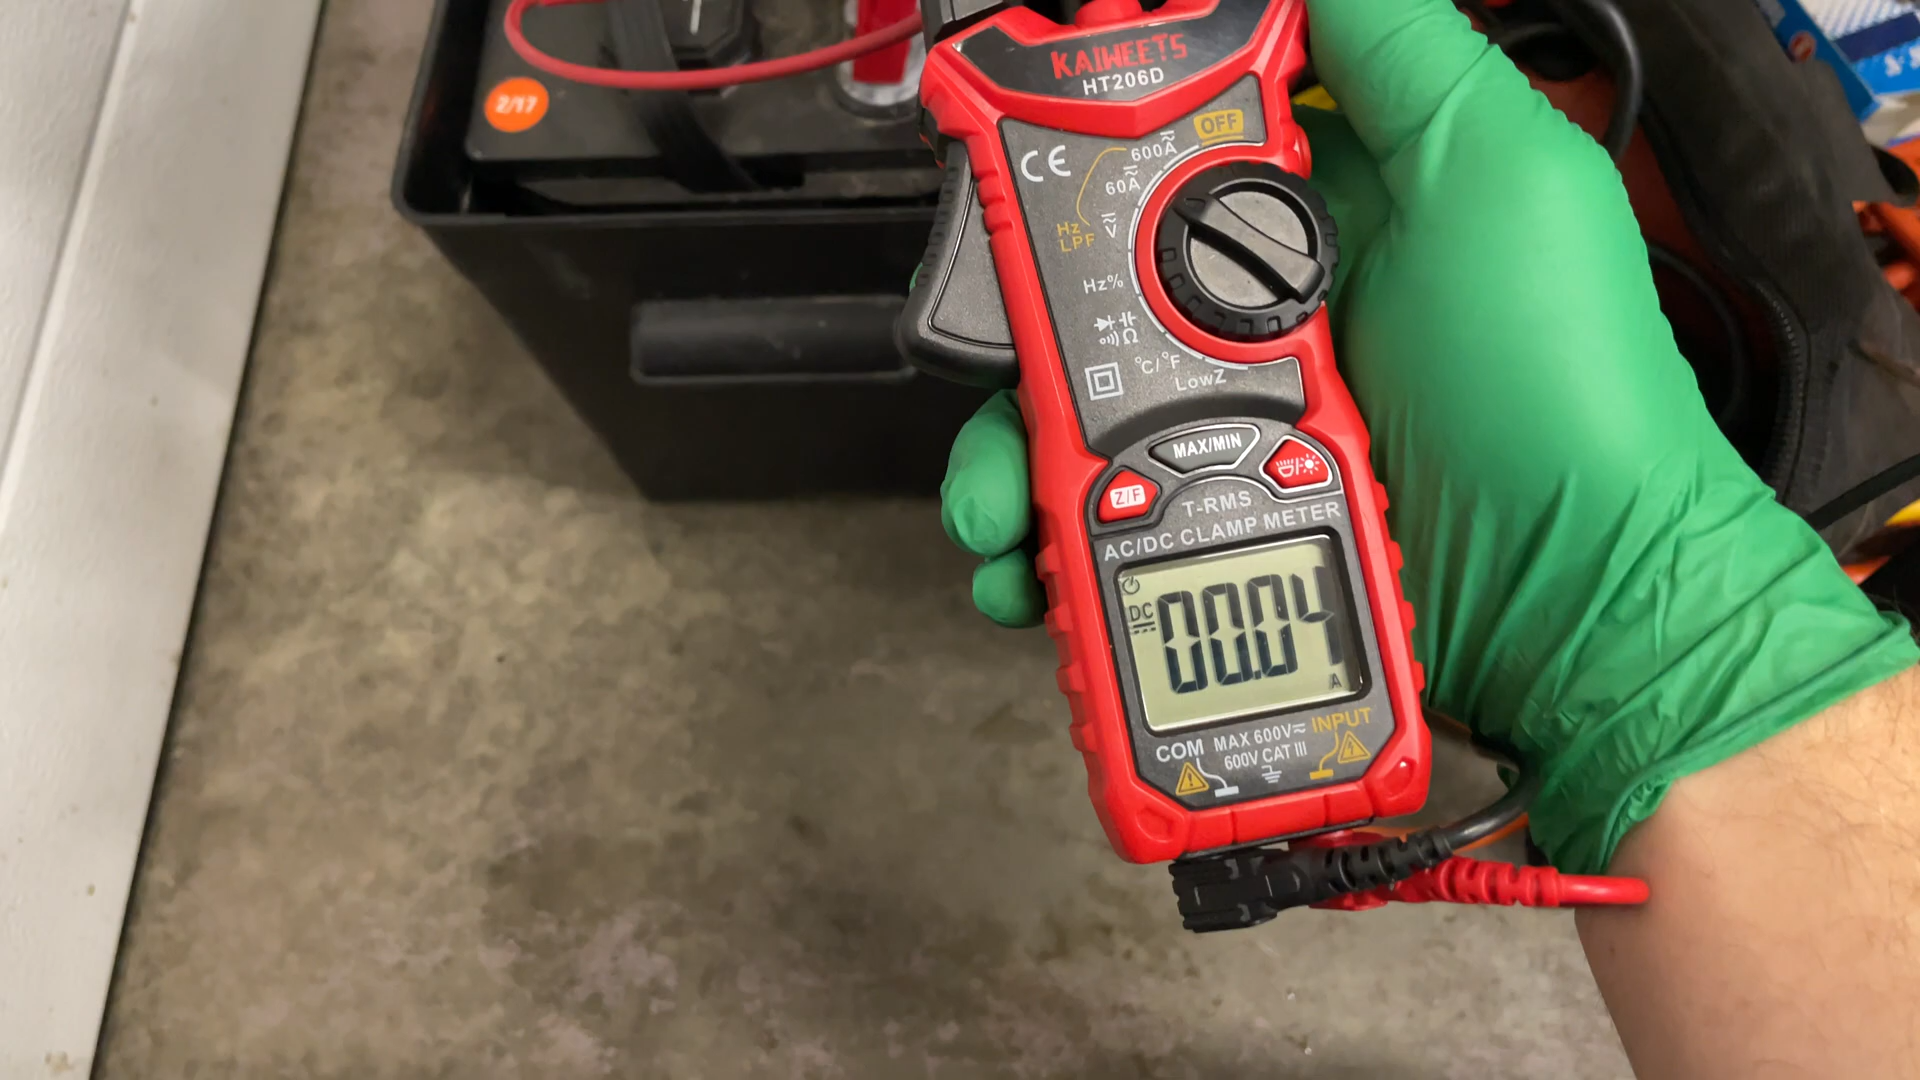 2/17
KAIWEETS
HT206D
OFF
CE
600A
60A
V
Hz
LPF
Hz%
Ω
°C/°F
LowZ
MAX/MIN
Z/F
T-RMS
AC/DC CLAMP METER
DC
00.04
A
COM
MAX 600V
INPUT
600V CAT III